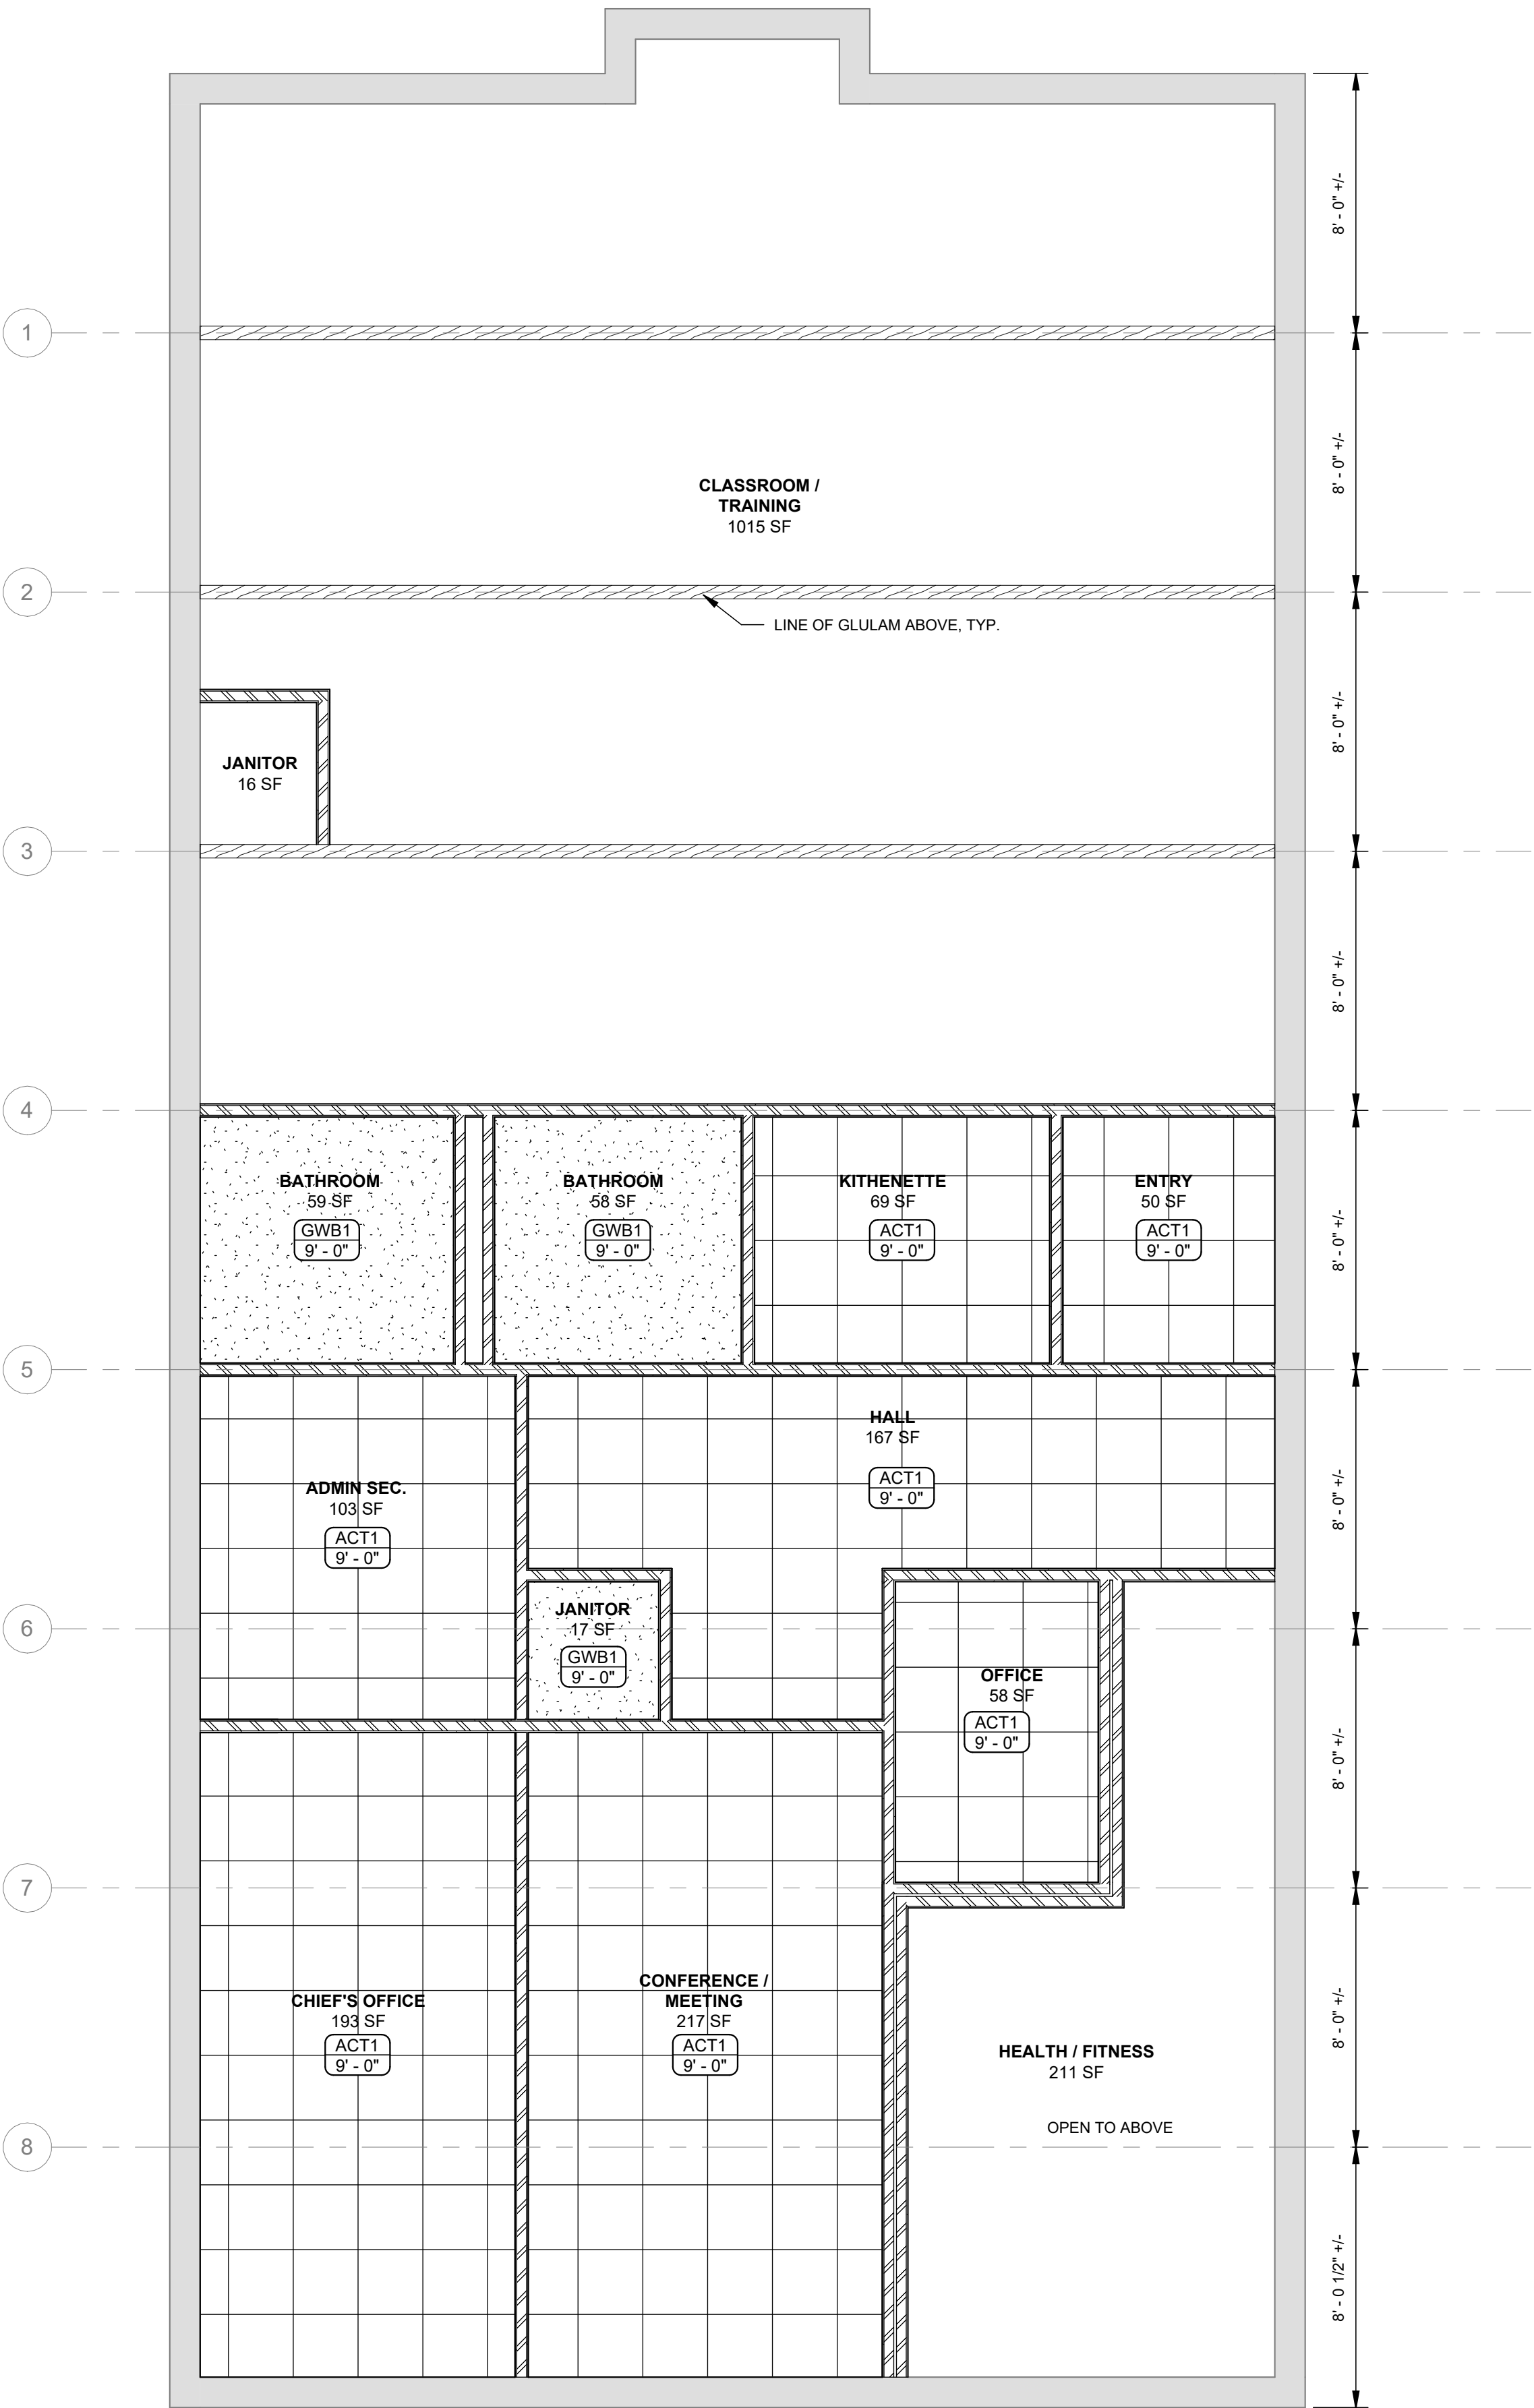 8' - 0" +/-
1
8' - 0" +/-
CLASSROOM /
TRAINING
1015 SF
2
LINE OF GLULAM ABOVE, TYP.
8' - 0" +/-
JANITOR
16 SF
3
8' - 0" +/-
4
BATHROOM
59 SF
GWB1
9' - 0"
BATHROOM
58 SF
GWB1
9' - 0"
KITHENETTE
69 SF
ACT1
9' - 0"
ENTRY
50 SF
ACT1
9' - 0"
8' - 0" +/-
5
HALL
167 SF
ACT1
9' - 0"
ADMIN SEC.
103 SF
ACT1
9' - 0"
8' - 0" +/-
JANITOR
17 SF
GWB1
9' - 0"
6
OFFICE
58 SF
ACT1
9' - 0"
8' - 0" +/-
7
CHIEF'S OFFICE
193 SF
ACT1
9' - 0"
CONFERENCE /
MEETING
217 SF
ACT1
9' - 0"
8' - 0" +/-
HEALTH / FITNESS
211 SF
OPEN TO ABOVE
8
8' - 0 1/2" +/-